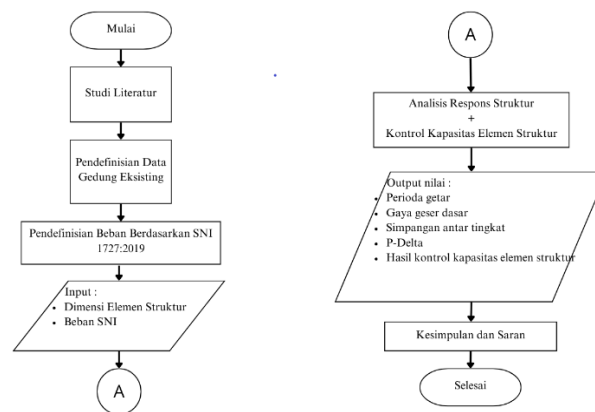 Mulai
Studi Literatur
Pendefinisian Data
Gedung Eksisting
Pendefinisian Beban Berdasarkan SNI
1727:2019
Input :
• Dimensi Elemen Struktur
• Beban SNI
A
A
Analisis Respons Struktur
+
Kontrol Kapasitas Elemen Struktur
Output nilai :
• Perioda getar
• Gaya geser dasar
• Simpangan antar tingkat
• P-Delta
• Hasil kontrol kapasitas elemen struktur
Kesimpulan dan Saran
Selesai